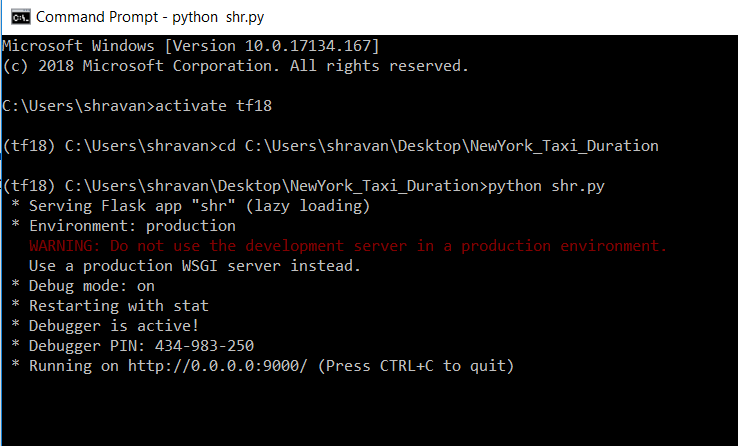 Command Prompt - python  shr.py
Microsoft Windows [Version 10.0.17134.167]
(c) 2018 Microsoft Corporation. All rights reserved.
C:\Users\shravan>activate tf18
(tf18) C:\Users\shravan>cd C:\Users\shravan\Desktop\NewYork_Taxi_Duration
(tf18) C:\Users\shravan\Desktop\NewYork_Taxi_Duration>python shr.py
 * Serving Flask app "shr" (lazy loading)
 * Environment: production
   WARNING: Do not use the development server in a production environment.
   Use a production WSGI server instead.
 * Debug mode: on
 * Restarting with stat
 * Debugger is active!
 * Debugger PIN: 434-983-250
 * Running on http://0.0.0.0:9000/ (Press CTRL+C to quit)